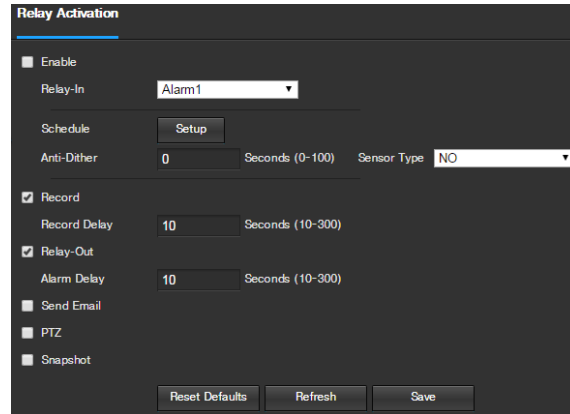 Relay Activation
Enable
Relay-In Alarm1
Schedule Setup
Anti-Dither 0 Seconds (0-100) Sensor Type NO
Record
Record Delay 10 Seconds (10-300)
Relay-Out
Alarm Delay 10 Seconds (10-300)
Send Email
PTZ
Snapshot
Reset Defaults Refresh Save